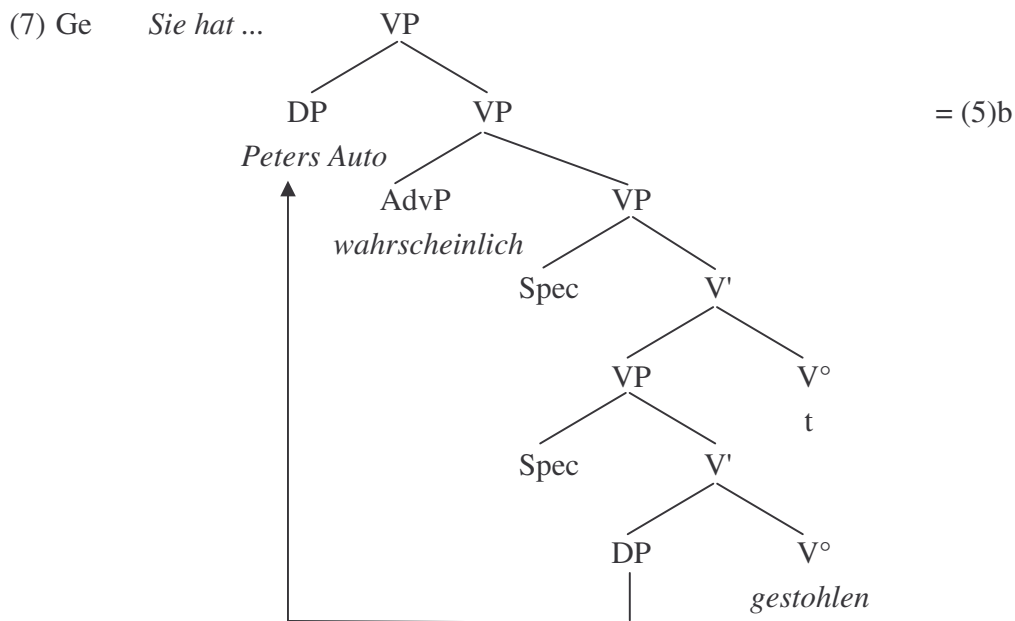 (7) Ge Sie hat ... VP
DP VP = (5)b
Peters Auto
AdvP VP
wahrscheinlich
Spec V'
VP V°
t
Spec V'
DP V°
gestohlen